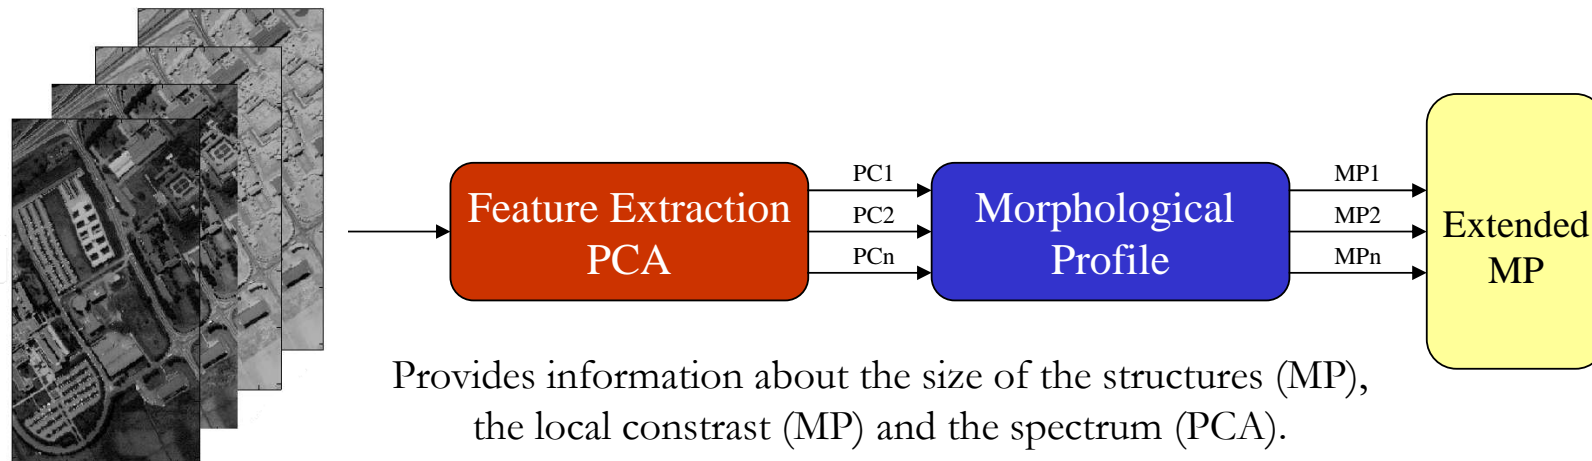 Feature Extraction
PCA
PC1
PC2
PCn
Morphological
Profile
MP1
MP2
MPn
Extended
MP
Provides information about the size of the structures (MP),
the local constrast (MP) and the spectrum (PCA).